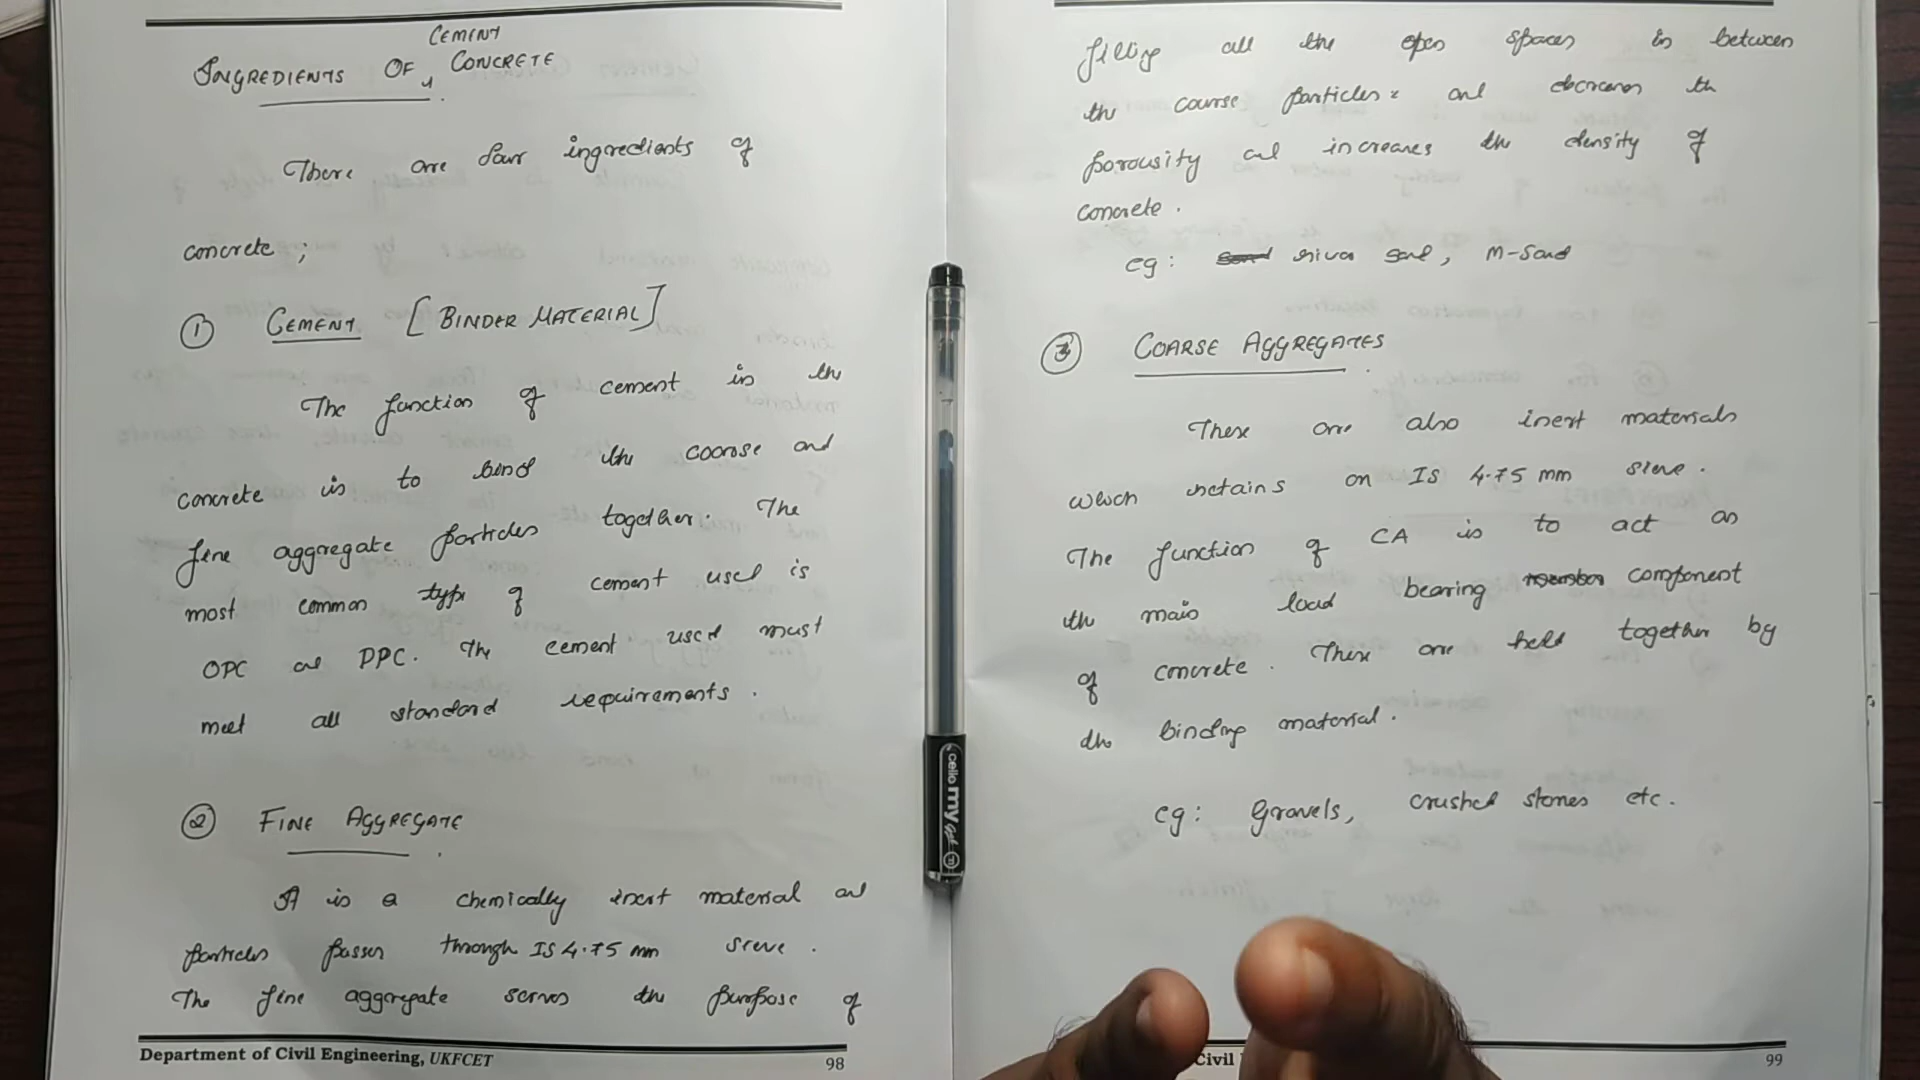 CEMENT
INGREDIENTS OF CONCRETE
There are four ingredients of
concrete ;
① CEMENT [BINDER MATERIAL]
The function of cement in the
concrete is to bind the coarse and
fine aggregate particles together. The
most common type of cement used is
OPC and PPC. The cement used must
meet all standard requirements.
② FINE AGGREGATE
It is a chemically inert material and
particles passes through IS 4.75 mm sieve.
The fine aggregate serves the purpose of
Department of Civil Engineering, UKFCET
98
filling all the open spaces in between
the course particles and decreases the
porosity and increases the density of
concrete.
eg: river sand, M-Sand
③ COARSE AGGREGATES
These are also inert materials
which retains on IS 4.75 mm sieve.
The function of CA is to act as
the main load bearing component
of concrete. These are held together by
the binding material.
eg: Gravels, crushed stones etc.
Civil
99
cello my gel